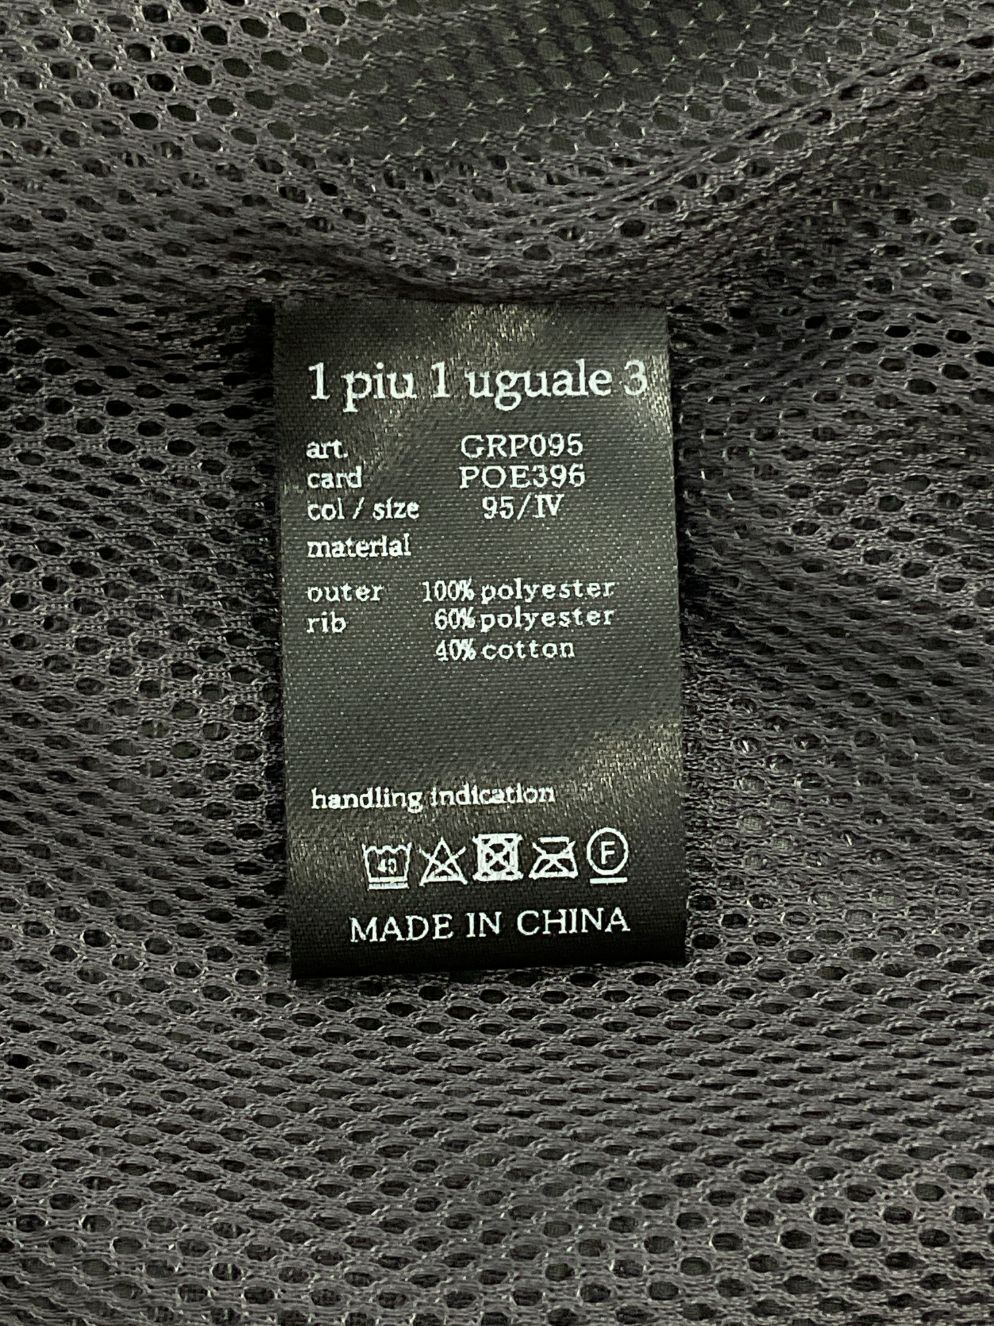 1 piu 1 uguale 3
art. GRP095
card POE396
col / size 95/IV
material
outer 100% polyester
rib 60% polyester
40% cotton
handling indication
40 F
MADE IN CHINA